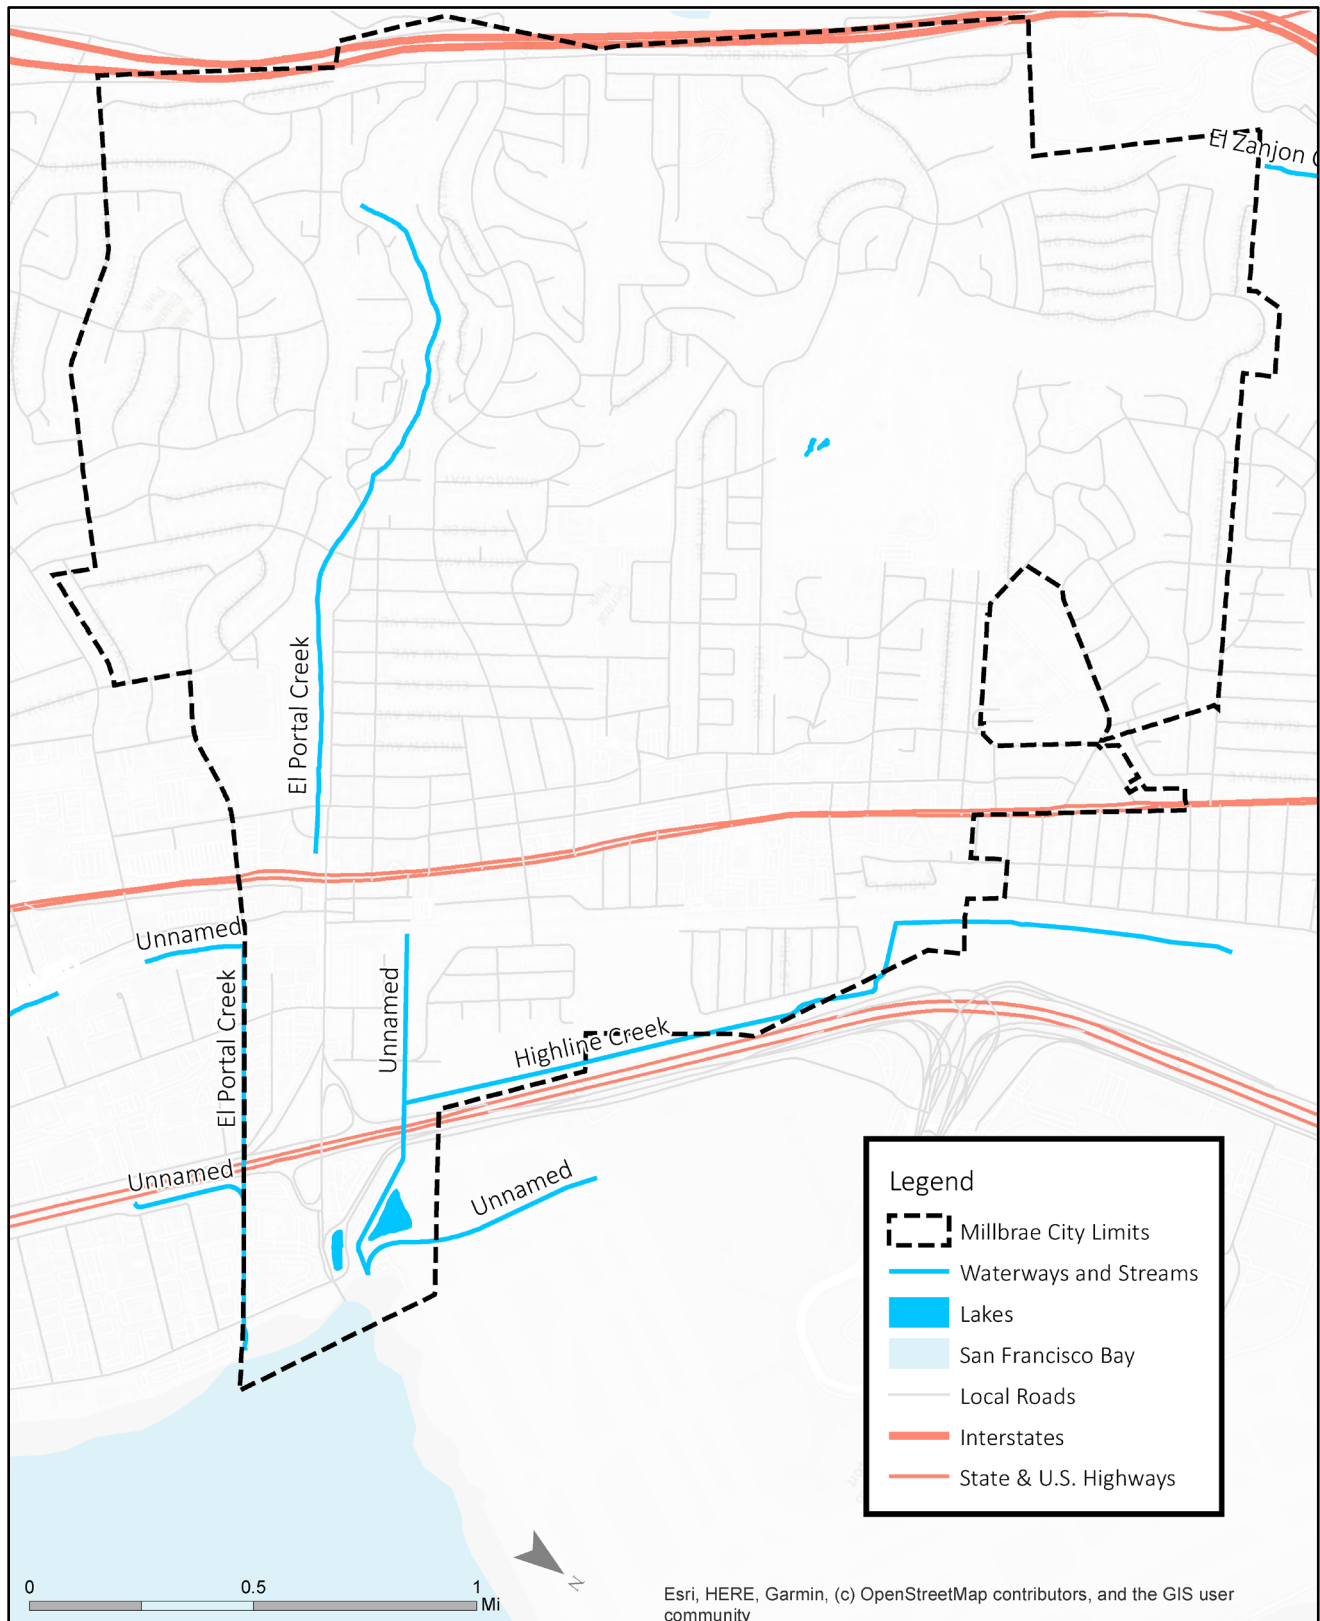 El Zanjon C
El Portal Creek
Unnamed
El Portal Creek
Unnamed
Highline Creek
Unnamed
Unnamed
Legend
Millbrae City Limits
Waterways and Streams
Lakes
San Francisco Bay
Local Roads
Interstates
State & U.S. Highways
N
0 0.5 1
Mi
Esri, HERE, Garmin, (c) OpenStreetMap contributors, and the GIS user
community